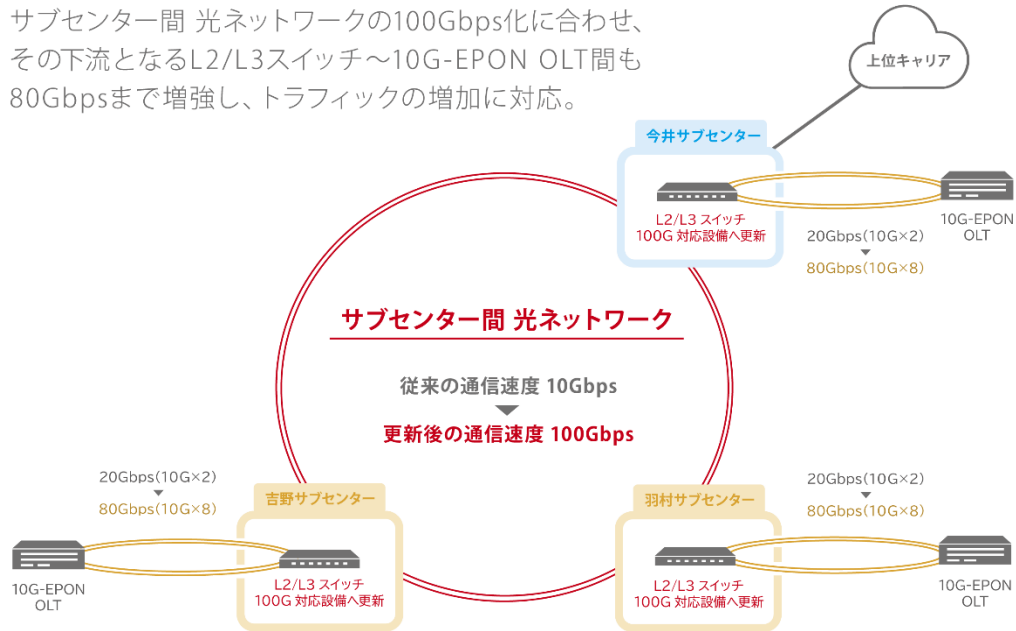 サブセンター間 光ネットワークの100Gbps化に合わせ、
その下流となるL2/L3スイッチ～10G-EPON OLT間も
80Gbpsまで増強し、トラフィックの増加に対応。
上位キャリア
今井サブセンター
L2/L3 スイッチ
100G 対応設備へ更新
10G-EPON
OLT
20Gbps(10G×2)
▼
80Gbps(10G×8)
サブセンター間 光ネットワーク
従来の通信速度 10Gbps
▼
更新後の通信速度 100Gbps
20Gbps(10G×2)
▼
80Gbps(10G×8)
吉野サブセンター
L2/L3 スイッチ
100G 対応設備へ更新
10G-EPON
OLT
羽村サブセンター
L2/L3 スイッチ
100G 対応設備へ更新
20Gbps(10G×2)
▼
80Gbps(10G×8)
10G-EPON
OLT